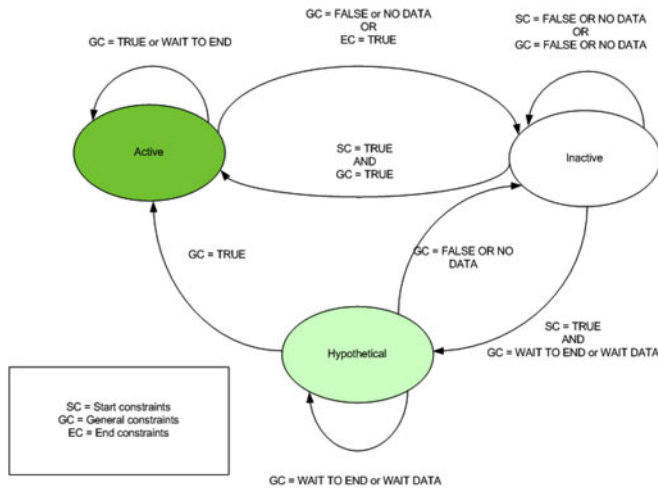 GC = FALSE or NO DATA
OR
EC = TRUE
SC = FALSE OR NO DATA
OR
GC = FALSE OR NO DATA
GC = TRUE or WAIT TO END
Active
SC = TRUE
AND
GC = TRUE
Inactive
GC = TRUE
GC = FALSE OR NO
DATA
Hypothetical
SC = TRUE
AND
GC = WAIT TO END or WAIT DATA
SC = Start constraints
GC = General constraints
EC = End constraints
GC = WAIT TO END or WAIT DATA